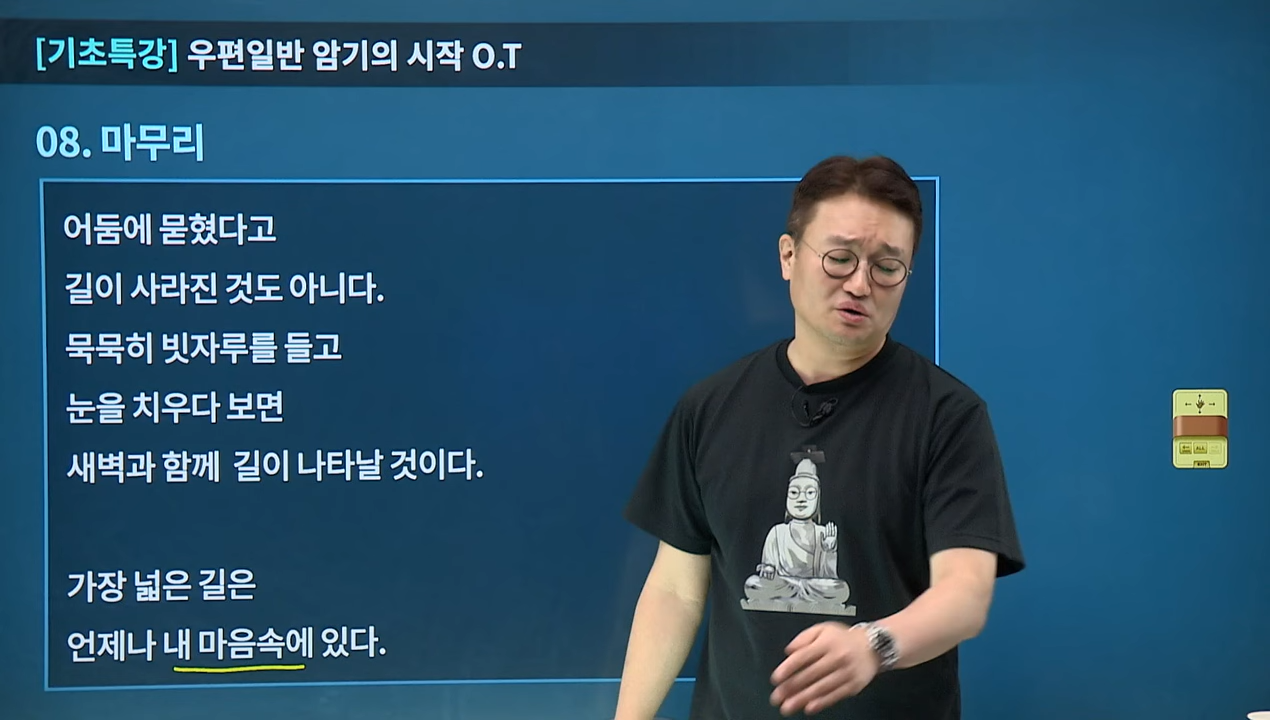 [기초특강] 우편일반 암기의 시작 O.T
08. 마무리
어둠에 묻혔다고
길이 사라진 것도 아니다.
묵묵히 빗자루를 들고
눈을 치우다 보면
새벽과 함께 길이 나타날 것이다.
가장 넓은 길은
언제나 내 마음속에 있다.